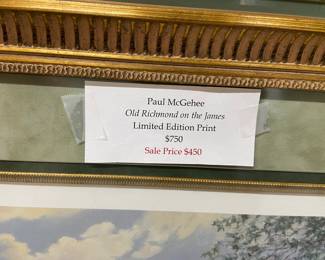 Paul McGehee
Old Richmond on the James
Limited Edition Print
$750
Sale Price $450